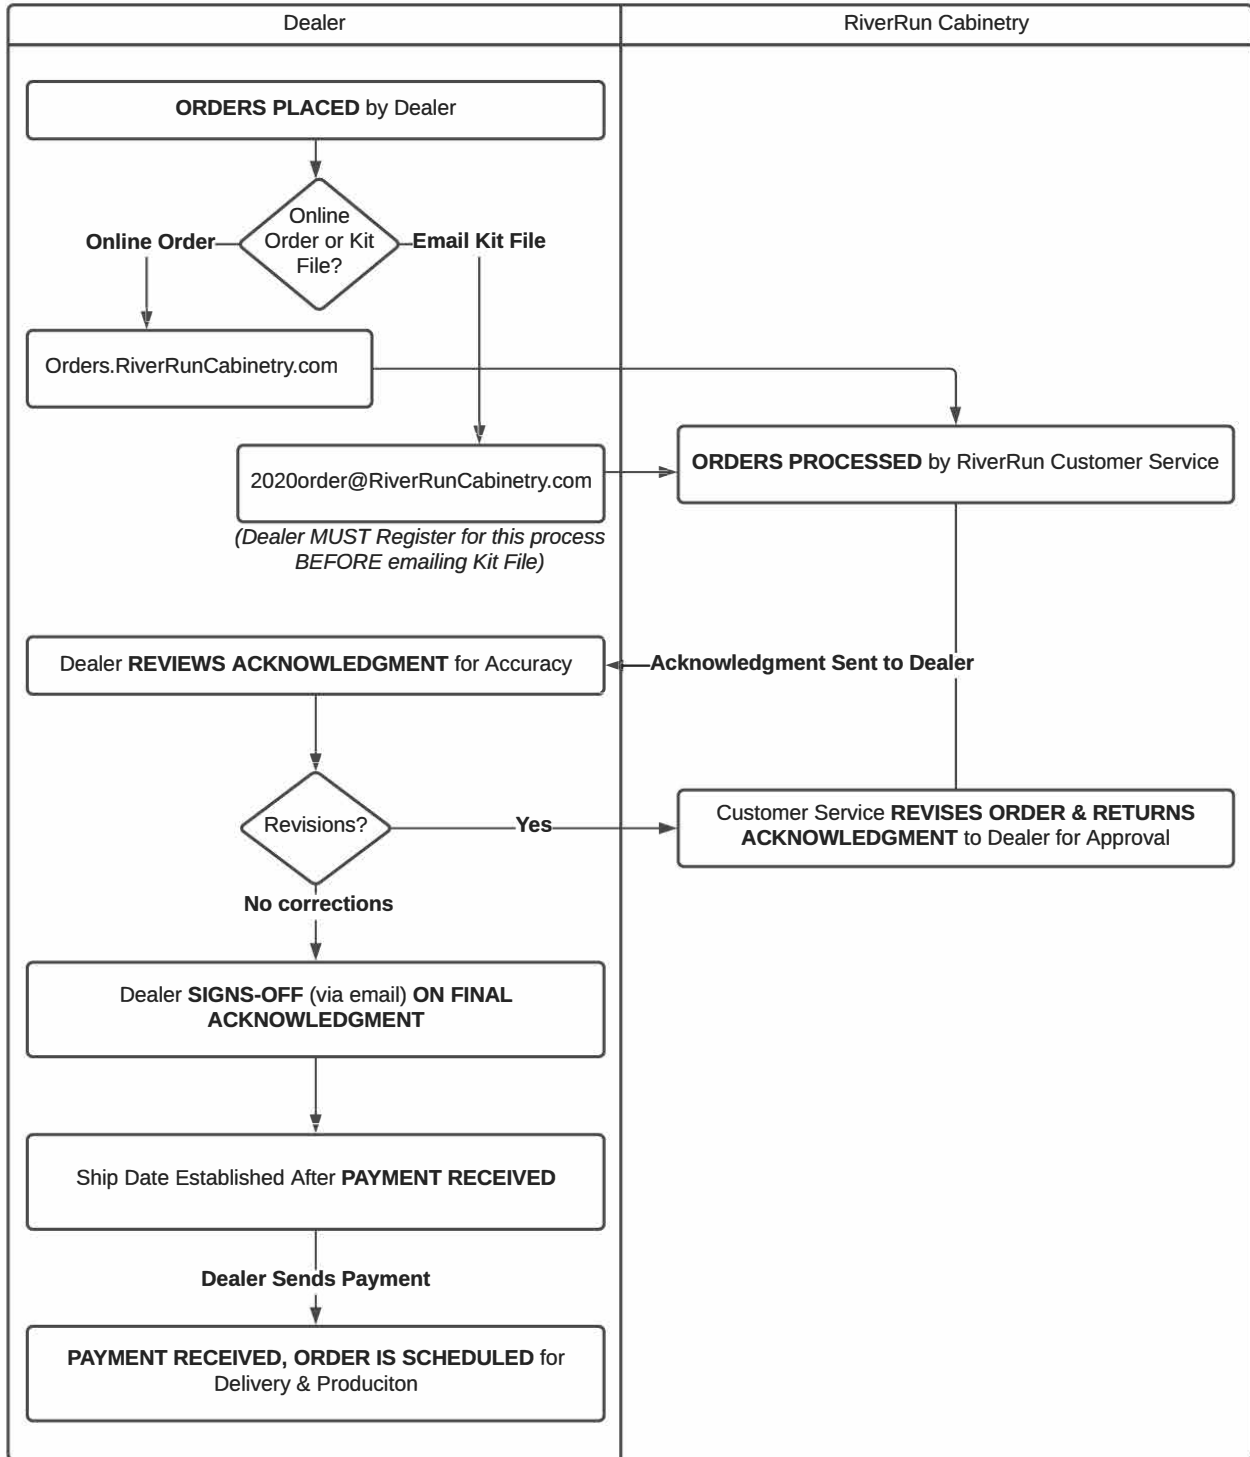 Dealer
RiverRun Cabinetry
ORDERS PLACED by Dealer
Online
Order or Kit
File?
Online Order
Email Kit File
Orders.RiverRunCabinetry.com
2020order@RiverRunCabinetry.com
(Dealer MUST Register for this process
BEFORE emailing Kit File)
ORDERS PROCESSED by RiverRun Customer Service
Dealer REVIEWS ACKNOWLEDGMENT for Accuracy
Acknowledgment Sent to Dealer
Revisions?
Yes
Customer Service REVISES ORDER & RETURNS
ACKNOWLEDGMENT to Dealer for Approval
No corrections
Dealer SIGNS-OFF (via email) ON FINAL
ACKNOWLEDGMENT
Ship Date Established After PAYMENT RECEIVED
Dealer Sends Payment
PAYMENT RECEIVED, ORDER IS SCHEDULED for
Delivery & Produciton